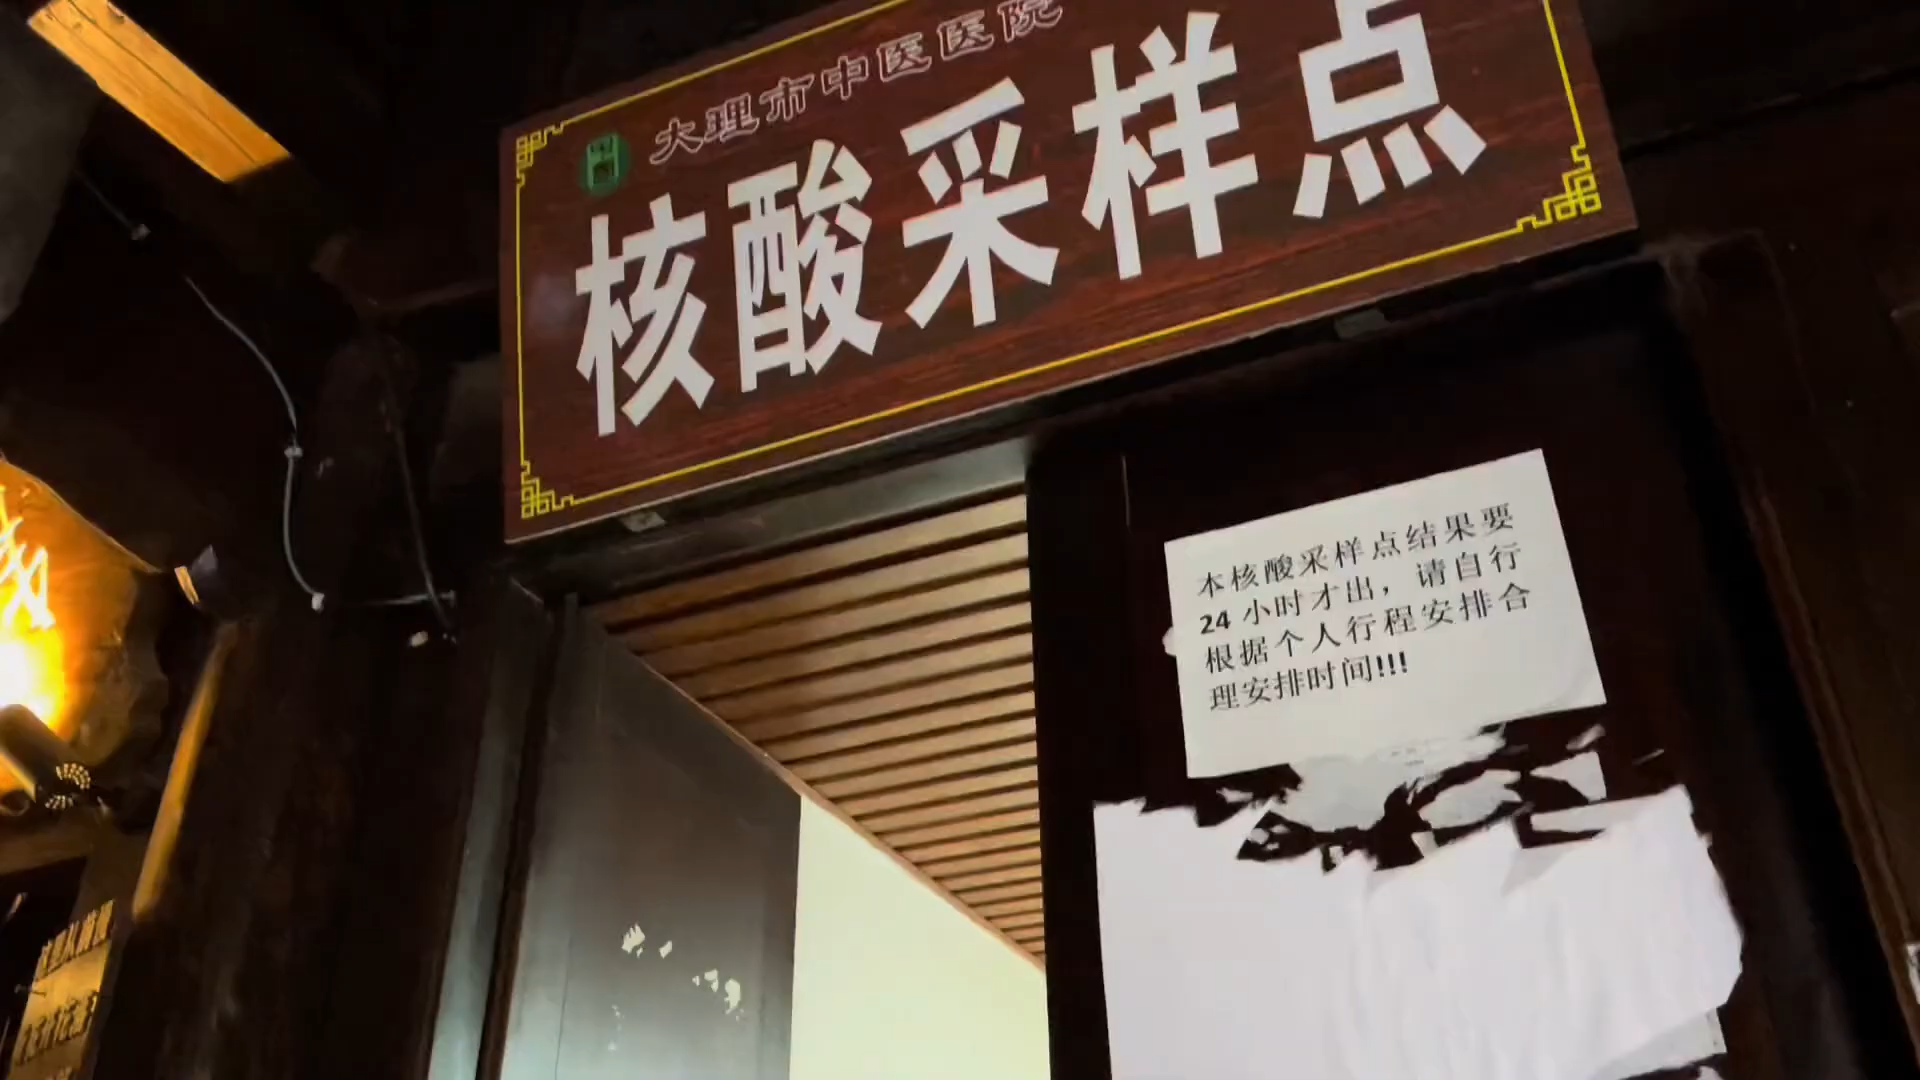 大理市中医医院
核酸采样点
本核酸采样点结果要
24小时才出，请自行
根据个人行程安排合
理安排时间!!!